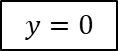 y = 0